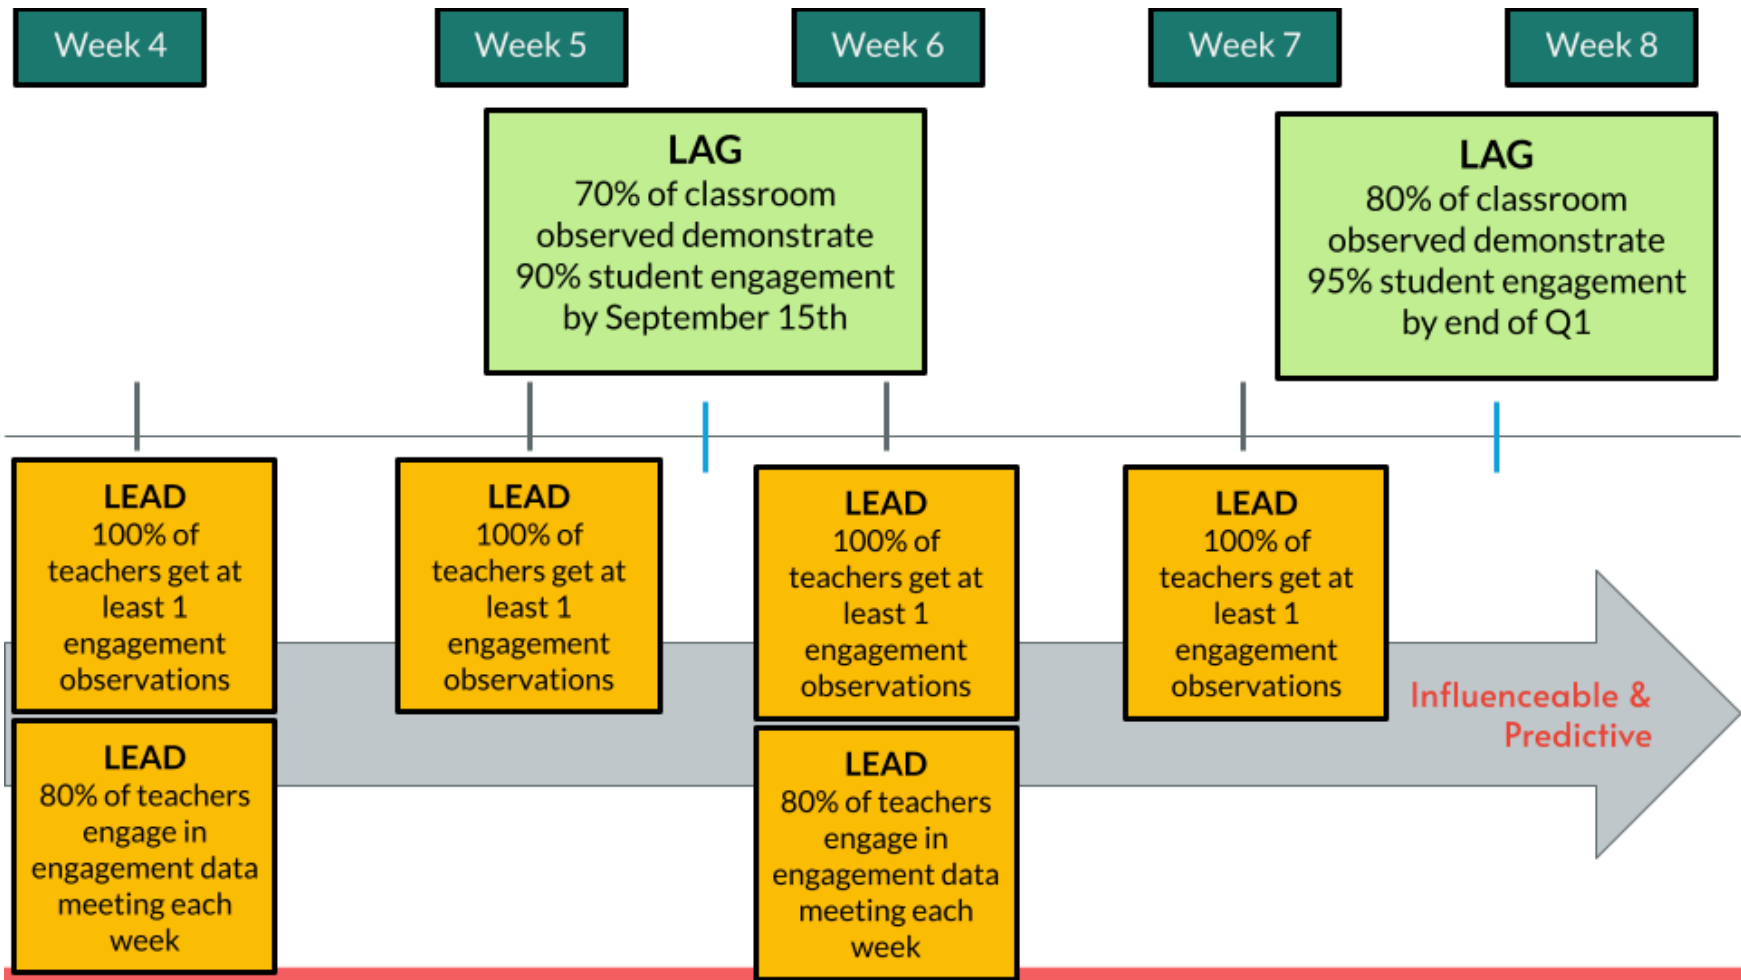 Week 4
Week 5
Week 6
Week 7
Week 8
LAG
70% of classroom
observed demonstrate
90% student engagement
by September 15th
LAG
80% of classroom
observed demonstrate
95% student engagement
by end of Q1
LEAD
100% of
teachers get at
least 1
engagement
observations
LEAD
100% of
teachers get at
least 1
engagement
observations
LEAD
100% of
teachers get at
least 1
engagement
observations
LEAD
100% of
teachers get at
least 1
engagement
observations
Influenceable &
Predictive
LEAD
80% of teachers
engage in
engagement data
meeting each
week
LEAD
80% of teachers
engage in
engagement data
meeting each
week